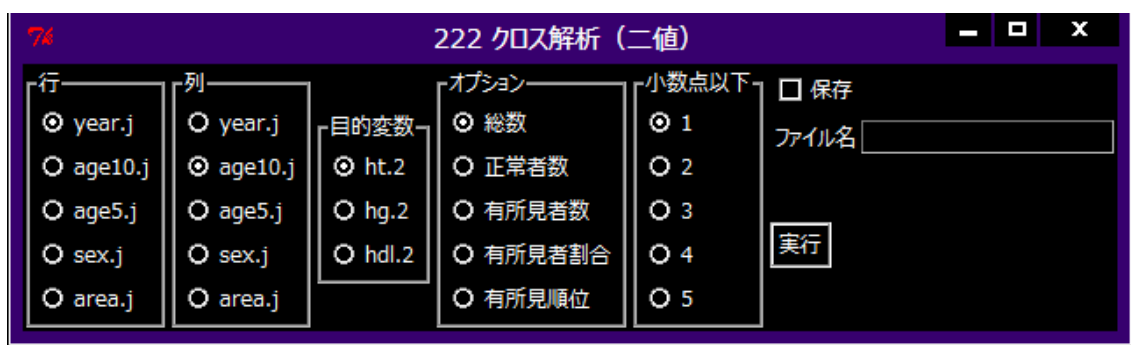 222 クロス解析（二値）
行
year.j
age10.j
age5.j
sex.j
area.j
列
year.j
age10.j
age5.j
sex.j
area.j
目的変数
ht.2
hg.2
hdl.2
オプション
総数
正常者数
有所見者数
有所見者割合
有所見順位
小数点以下
1
2
3
4
5
保存
ファイル名
実行